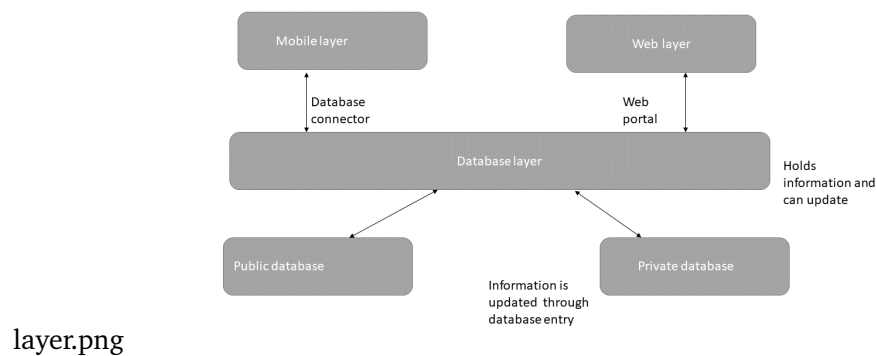 Mobile layer
Web layer
Database
connector
Web
portal
Database layer
Holds
information and
can update
Public database
Private database
Information is
updated through
database entry
layer.png